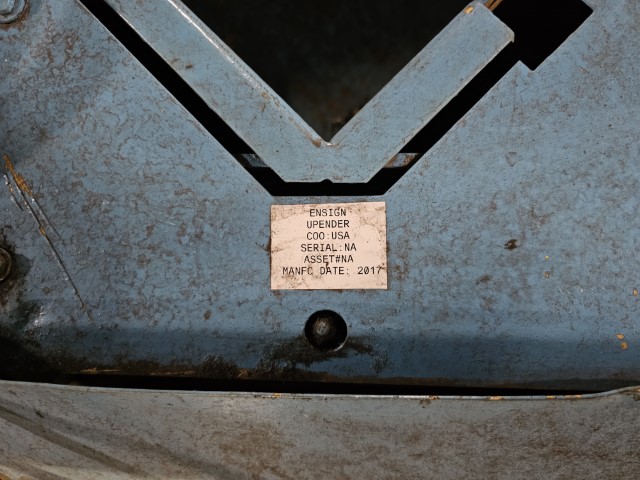 ENSIGN
UPENDER
COO:USA
SERIAL:NA
ASSET#NA
MANFC DATE: 2017